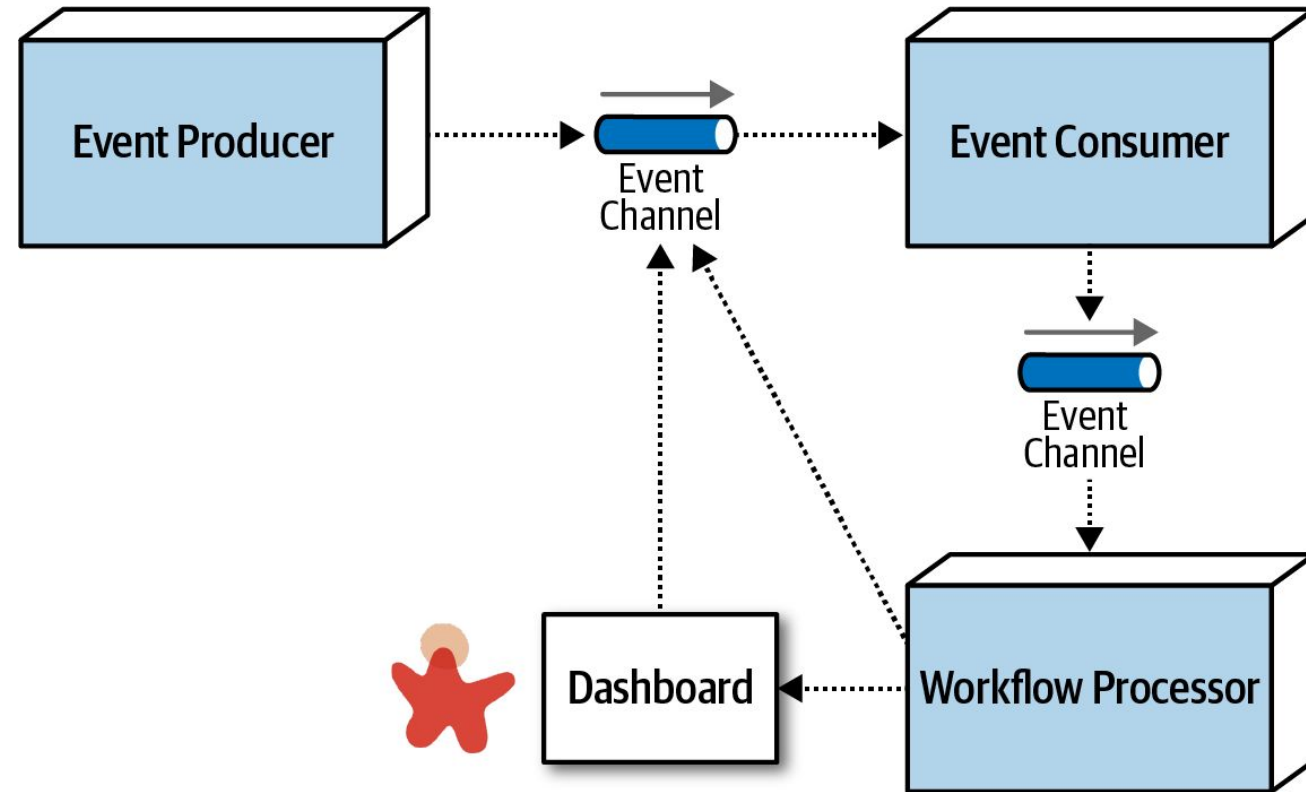 Event Producer
Event
Channel
Event Consumer
Event
Channel
Dashboard
Workflow Processor